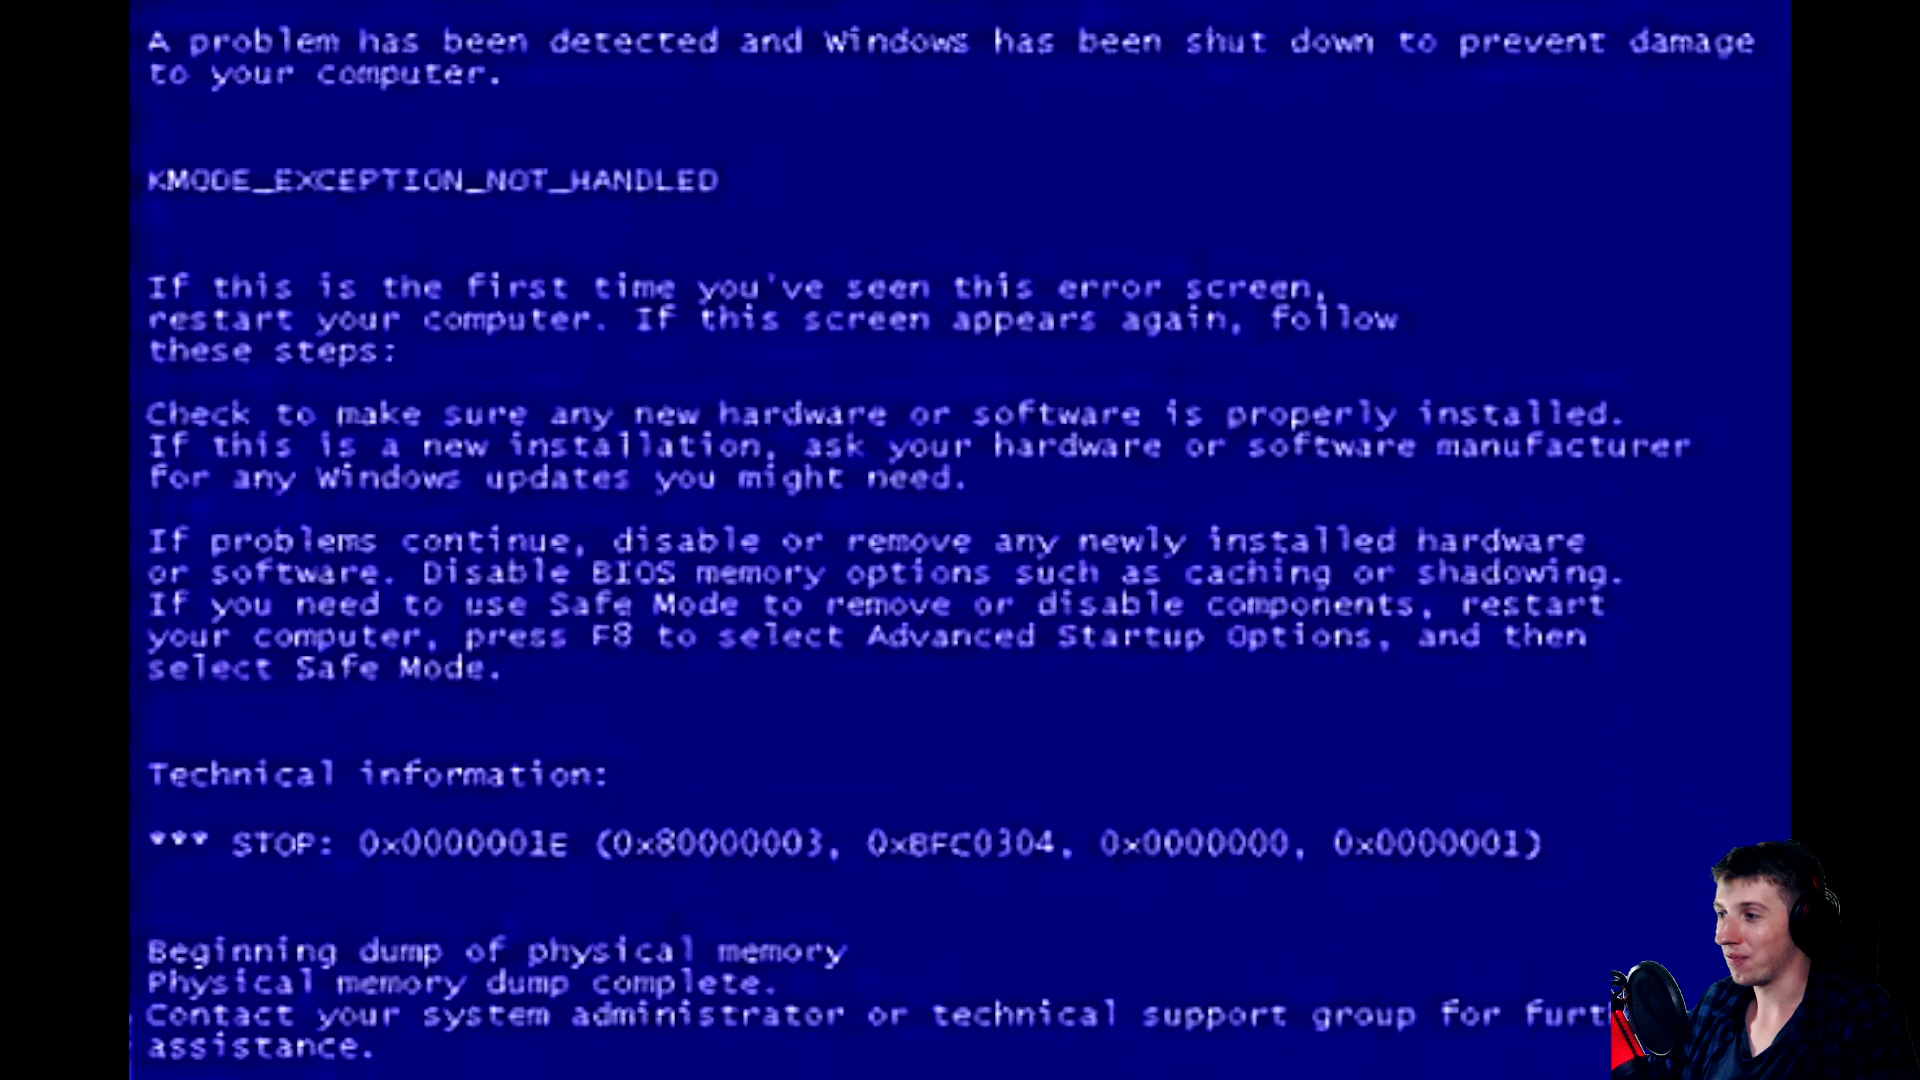 A problem has been detected and Windows has been shut down to prevent damage
to your computer.
KMODE_EXCEPTION_NOT_HANDLED
If this is the first time you've seen this error screen,
restart your computer. If this screen appears again, follow
these steps:
Check to make sure any new hardware or software is properly installed.
If this is a new installation, ask your hardware or software manufacturer
for any Windows updates you might need.
If problems continue, disable or remove any newly installed hardware
or software. Disable BIOS memory options such as caching or shadowing.
If you need to use Safe Mode to remove or disable components, restart
your computer, press F8 to select Advanced Startup Options, and then
select Safe Mode.
Technical information:
*** STOP: 0x0000001E (0x80000003, 0xBFC0304, 0x0000000, 0x0000001)
Beginning dump of physical memory
Physical memory dump complete.
Contact your system administrator or technical support group for
assistance.